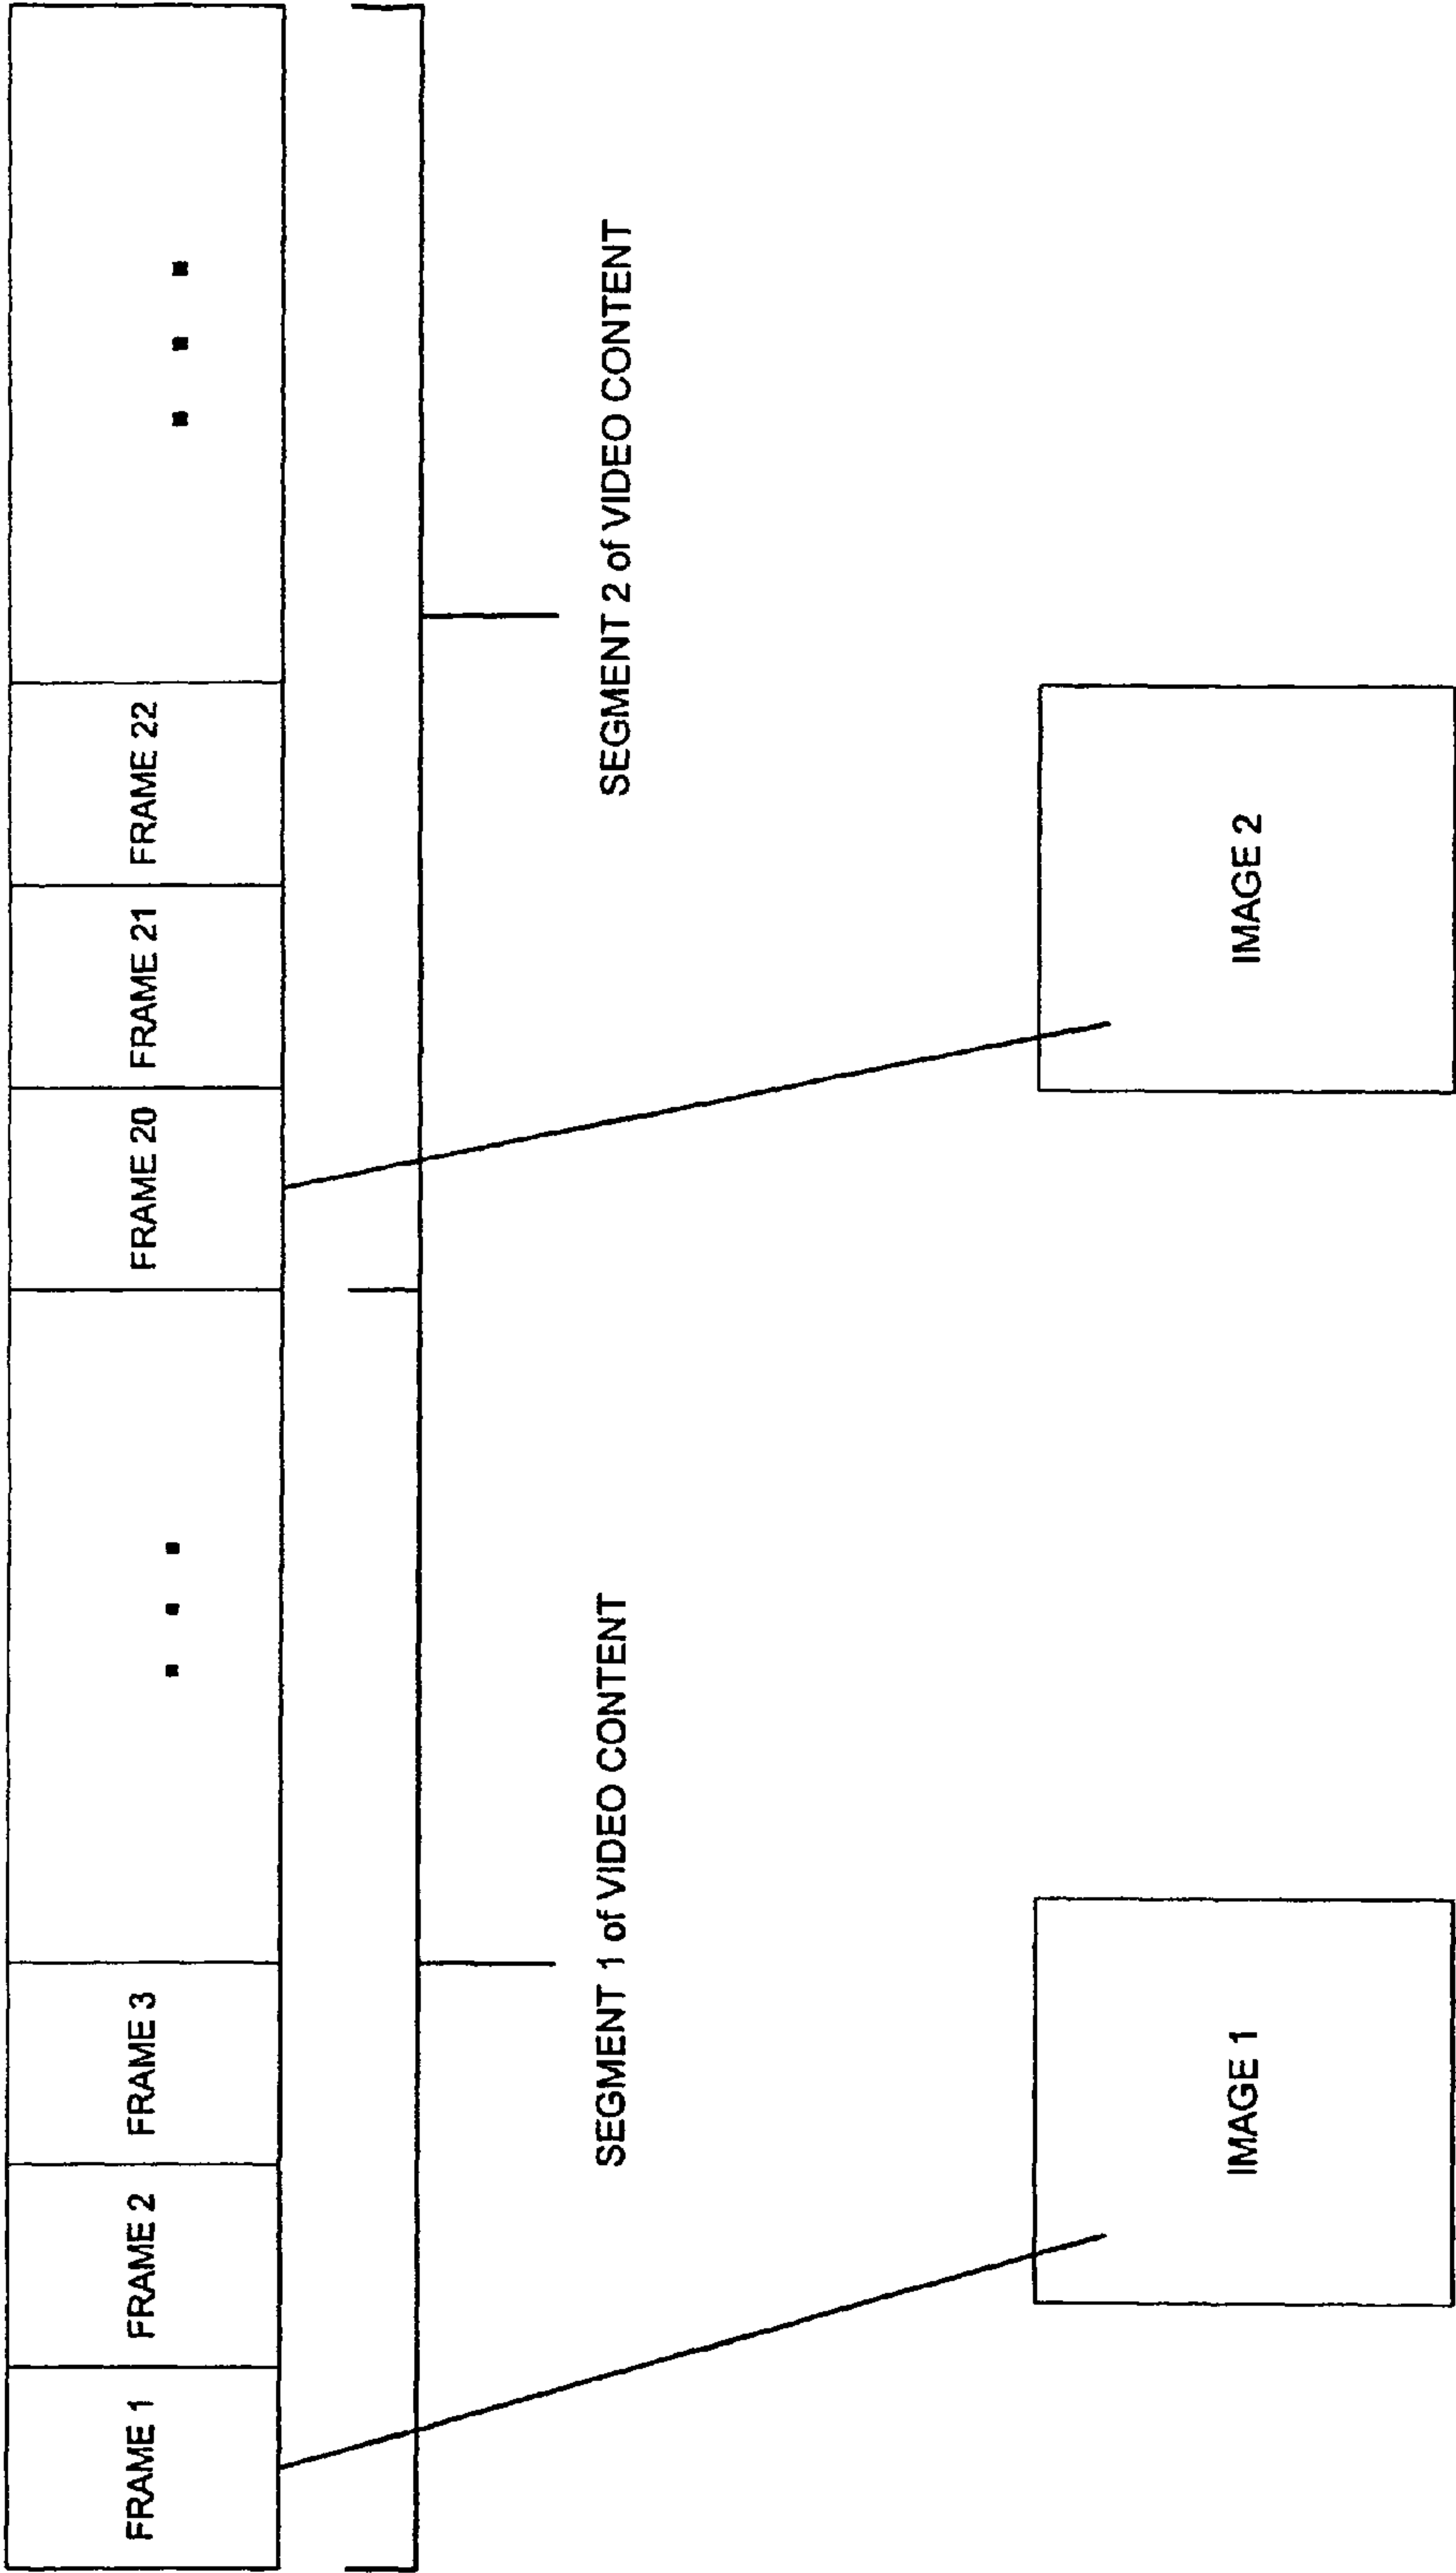 FRAME 1
FRAME 2
FRAME 3
FRAME 20
FRAME 21
FRAME 22
SEGMENT 1 of VIDEO CONTENT
SEGMENT 2 of VIDEO CONTENT
IMAGE 1
IMAGE 2